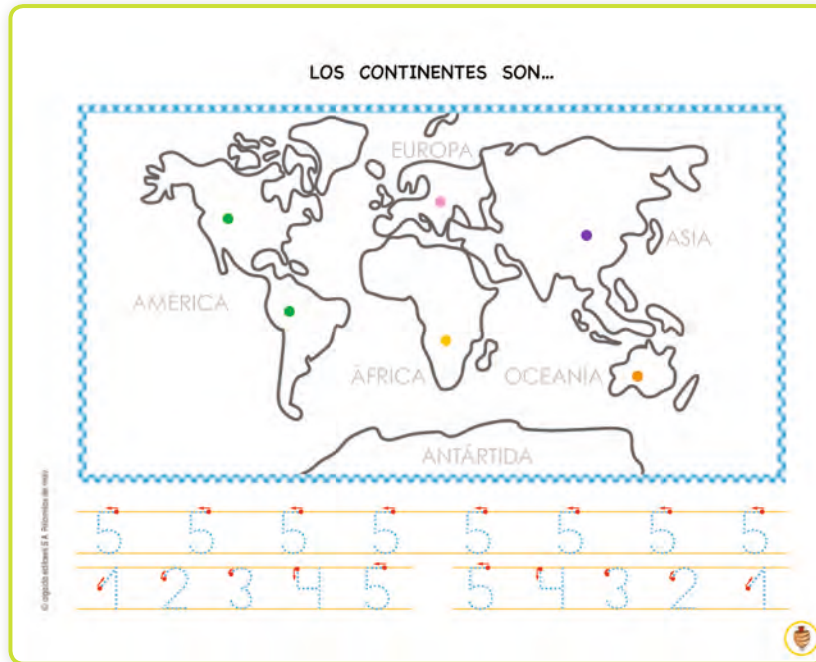 LOS CONTINENTES SON...
EUROPA
ASIA
AMÉRICA
ÁFRICA
OCEANÍA
ANTÁRTIDA
5 5 5 5 5 5 5 5
1 2 3 4 5 5 4 3 2 1